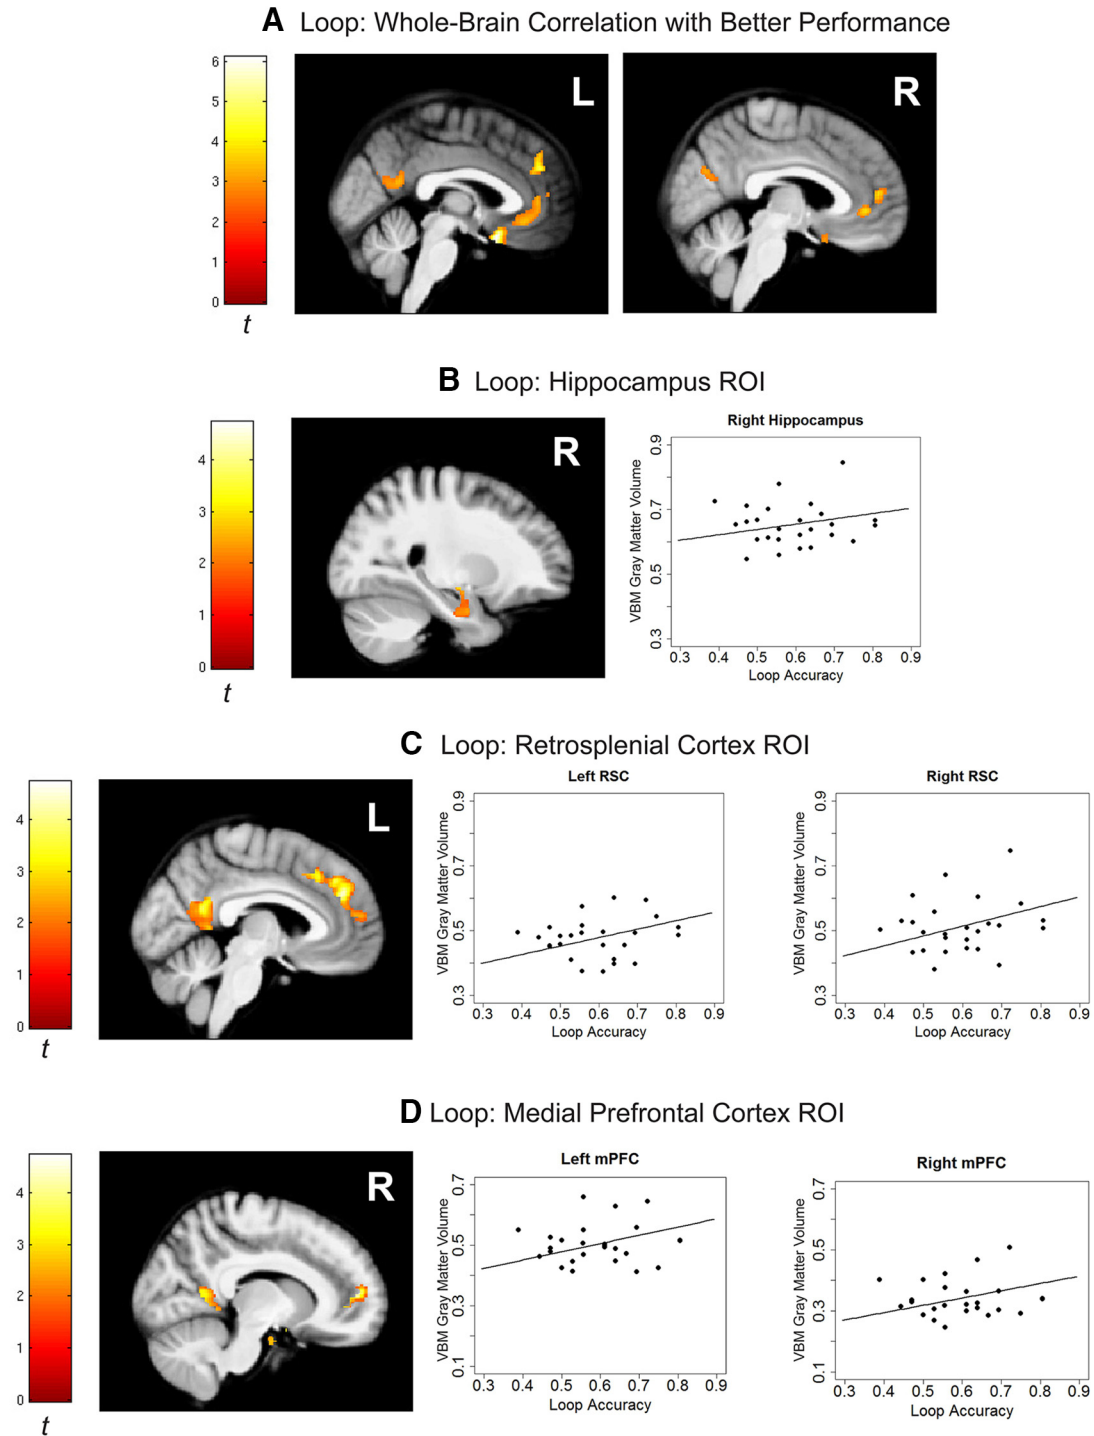 A Loop: Whole-Brain Correlation with Better Performance
6
5
4
3
2
1
0
t
L
R
B Loop: Hippocampus ROI
4
3
2
1
0
t
R
Right Hippocampus
VBM Gray Matter Volume
0.9
0.7
0.5
0.3
0.3 0.4 0.5 0.6 0.7 0.8 0.9
Loop Accuracy
C Loop: Retrosplenial Cortex ROI
4
3
2
1
0
t
L
Left RSC
VBM Gray Matter Volume
0.9
0.7
0.5
0.3
0.3 0.4 0.5 0.6 0.7 0.8 0.9
Loop Accuracy
Right RSC
VBM Gray Matter Volume
0.9
0.7
0.5
0.3
0.3 0.4 0.5 0.6 0.7 0.8 0.9
Loop Accuracy
D Loop: Medial Prefrontal Cortex ROI
4
3
2
1
0
t
R
Left mPFC
VBM Gray Matter Volume
0.7
0.5
0.3
0.1
0.3 0.4 0.5 0.6 0.7 0.8 0.9
Loop Accuracy
Right mPFC
VBM Gray Matter Volume
0.7
0.5
0.3
0.1
0.3 0.4 0.5 0.6 0.7 0.8 0.9
Loop Accuracy